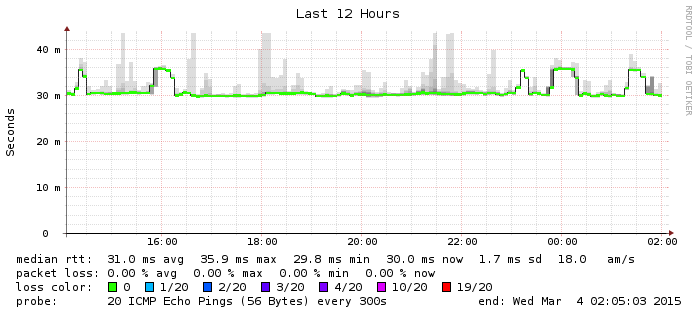 Last 12 Hours
RRDTOOL / TOBI OETIKER
Seconds
40 m
30 m
20 m
10 m
0
16:00 18:00 20:00 22:00 00:00 02:00
median rtt: 31.0 ms avg 35.9 ms max 29.8 ms min 30.0 ms now 1.7 ms sd 18.0 am/s
packet loss: 0.00 % avg 0.00 % max 0.00 % min 0.00 % now
loss color: 0 1/20 2/20 3/20 4/20 10/20 19/20
probe: 20 ICMP Echo Pings (56 Bytes) every 300s end: Wed Mar 4 02:05:03 2015